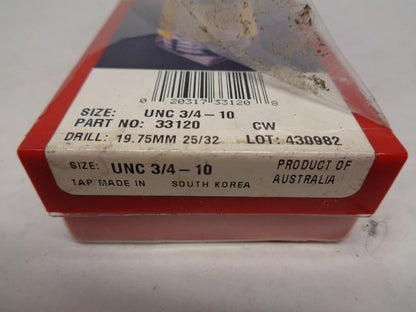 0 20317 33120 8
SIZE: UNC 3/4-10
PART NO: 33120 CW
DRILL: 19.75MM 25/32 LOT: 430982
SIZE: UNC 3/4-10 PRODUCT OF
TAP MADE IN SOUTH KOREA AUSTRALIA